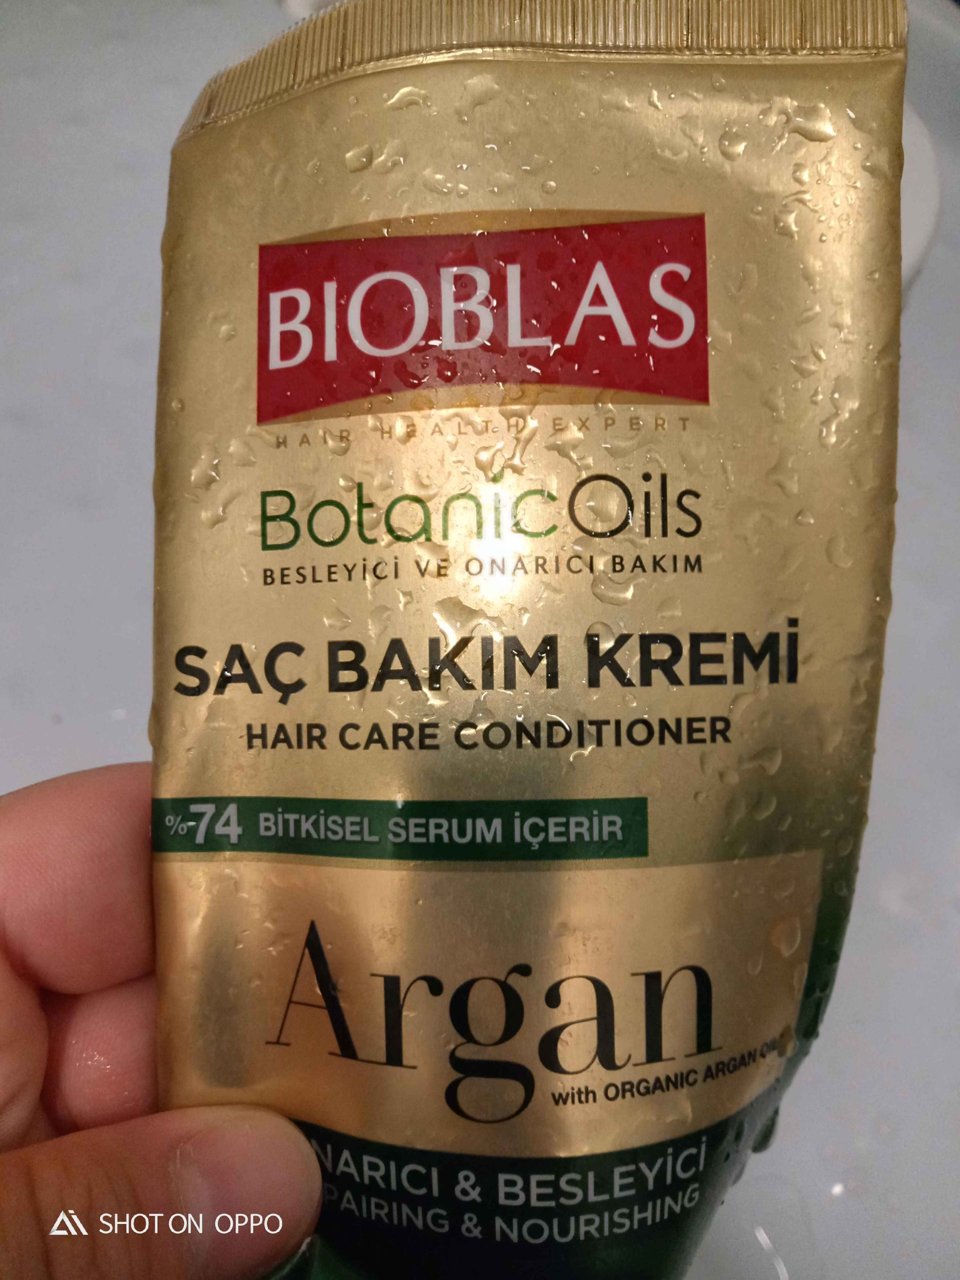 BIOBLAS
HAIR HEALTH EXPERT
BotanicOils
BESLEYİCİ VE ONARICI BAKIM
SAÇ BAKIM KREMİ
HAIR CARE CONDITIONER
%74 BİTKİSEL SERUM İÇERİR
Argan
with ORGANIC ARGAN OIL
NARICI & BESLEYİCİ
PAIRING & NOURISHING
SHOT ON OPPO